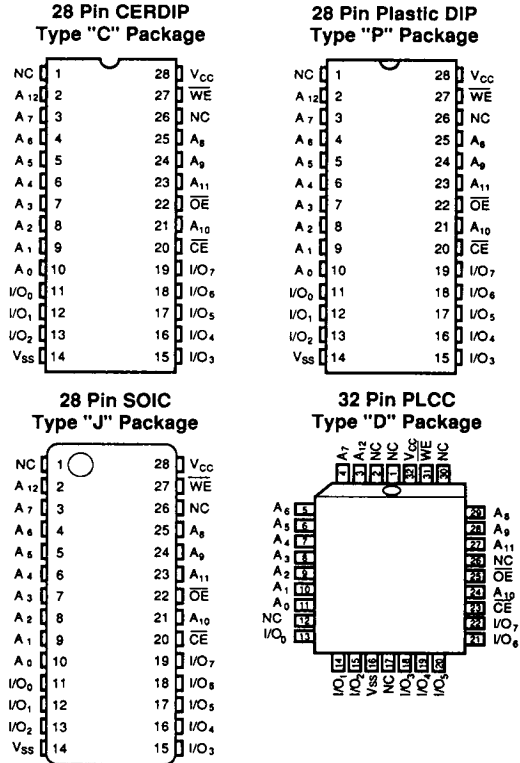 28 Pin CERDIP
Type "C" Package
NC 1 28 VCC
A12 2 27 W̅E̅
A7 3 26 NC
A6 4 25 A8
A5 5 24 A9
A4 6 23 A11
A3 7 22 O̅E̅
A2 8 21 A10
A1 9 20 C̅E̅
A0 10 19 I/O7
I/O0 11 18 I/O6
I/O1 12 17 I/O5
I/O2 13 16 I/O4
VSS 14 15 I/O3
28 Pin Plastic DIP
Type "P" Package
NC 1 28 VCC
A12 2 27 W̅E̅
A7 3 26 NC
A6 4 25 A8
A5 5 24 A9
A4 6 23 A11
A3 7 22 O̅E̅
A2 8 21 A10
A1 9 20 C̅E̅
A0 10 19 I/O7
I/O0 11 18 I/O6
I/O1 12 17 I/O5
I/O2 13 16 I/O4
VSS 14 15 I/O3
28 Pin SOIC
Type "J" Package
NC 1 28 VCC
A12 2 27 W̅E̅
A7 3 26 NC
A6 4 25 A8
A5 5 24 A9
A4 6 23 A11
A3 7 22 O̅E̅
A2 8 21 A10
A1 9 20 C̅E̅
A0 10 19 I/O7
I/O0 11 18 I/O6
I/O1 12 17 I/O5
I/O2 13 16 I/O4
VSS 14 15 I/O3
32 Pin PLCC
Type "D" Package
A7 A12 NC NC VCC W̅E̅ NC
4 3 2 1 32 31 30
A6 5 29 A8
A5 6 28 A9
A4 7 27 A11
A3 8 26 NC
A2 9 25 O̅E̅
A1 10 24 A10
A0 11 23 C̅E̅
NC 12 22 I/O7
I/O0 13 21 I/O6
14 15 16 17 18 19 20
I/O1 I/O2 VSS NC I/O3 I/O4 I/O5